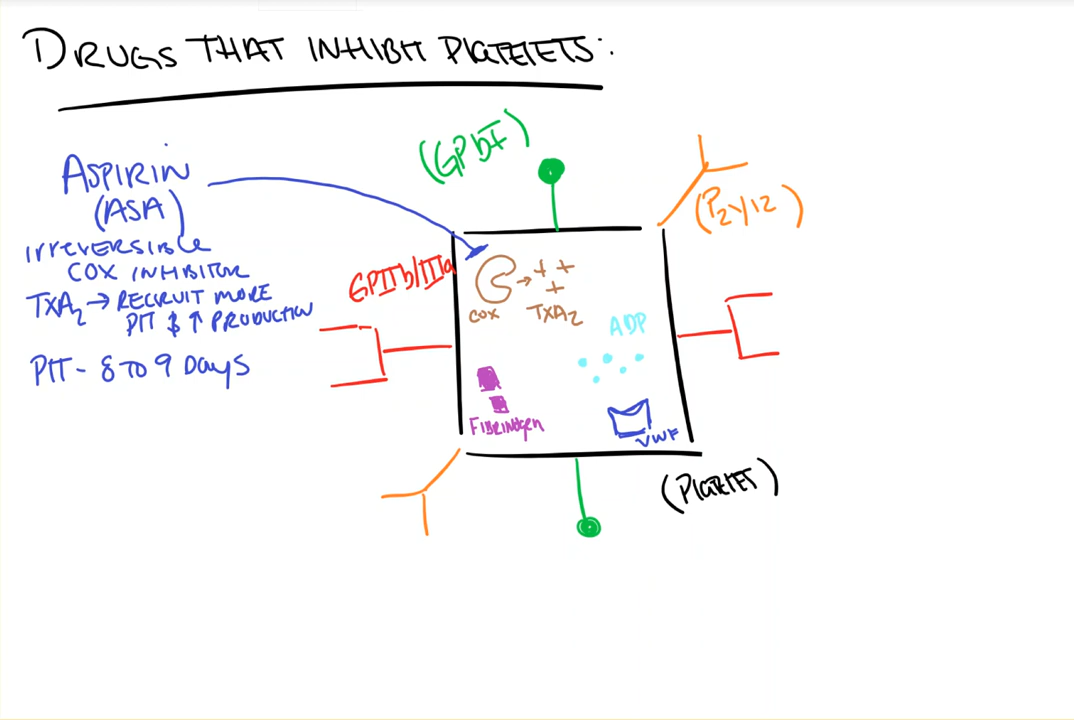 DRUGS THAT INHIBIT PLATELETS:
ASPIRIN
(ASA)
IRREVERSIBLE
COX INHIBITOR
TXA2 → RECRUIT MORE
PLT & ↑ PRODUCTION
PLT - 8 TO 9 DAYS
(GPbI)
(P2Y12)
GPIIb/IIIa
COX
→
TXA2
ADP
FIBRINOGEN
VWF
(PLATELET)